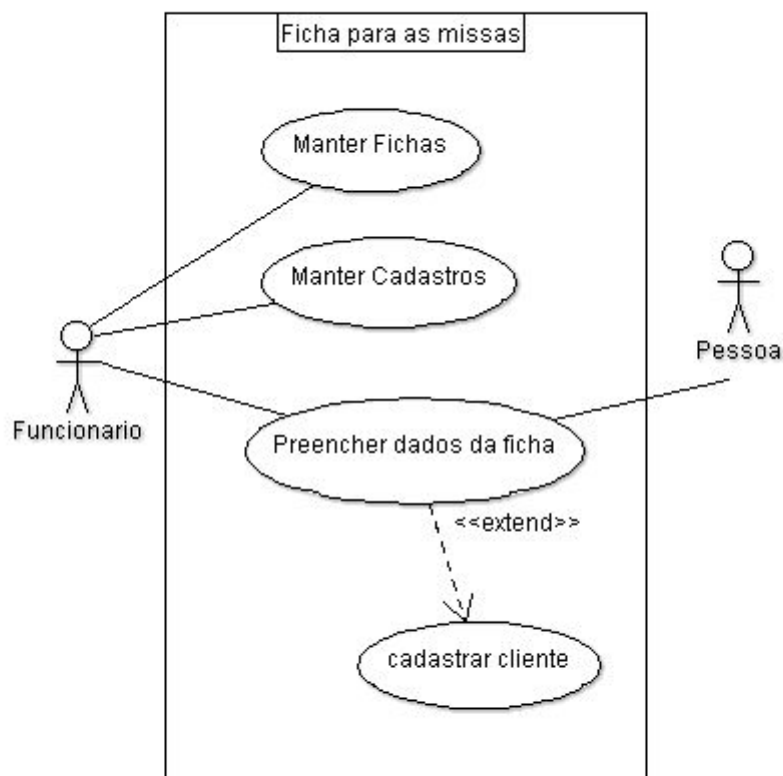 Ficha para as missas
Manter Fichas
Manter Cadastros
Pessoa
Funcionario
Preencher dados da ficha
<<extend>>
cadastrar cliente